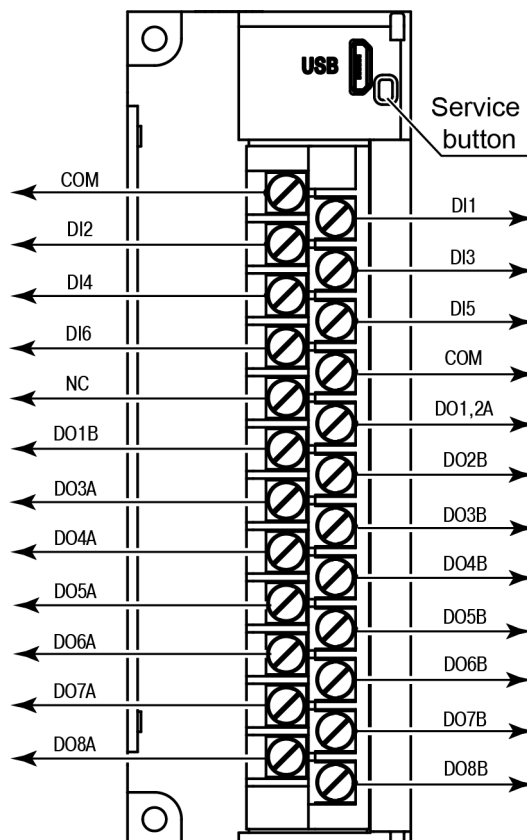 USB
Service
button
COM
DI1
DI2
DI3
DI4
DI5
DI6
COM
NC
DO1,2A
DO1B
DO2B
DO3A
DO3B
DO4A
DO4B
DO5A
DO5B
DO6A
DO6B
DO7A
DO7B
DO8A
DO8B